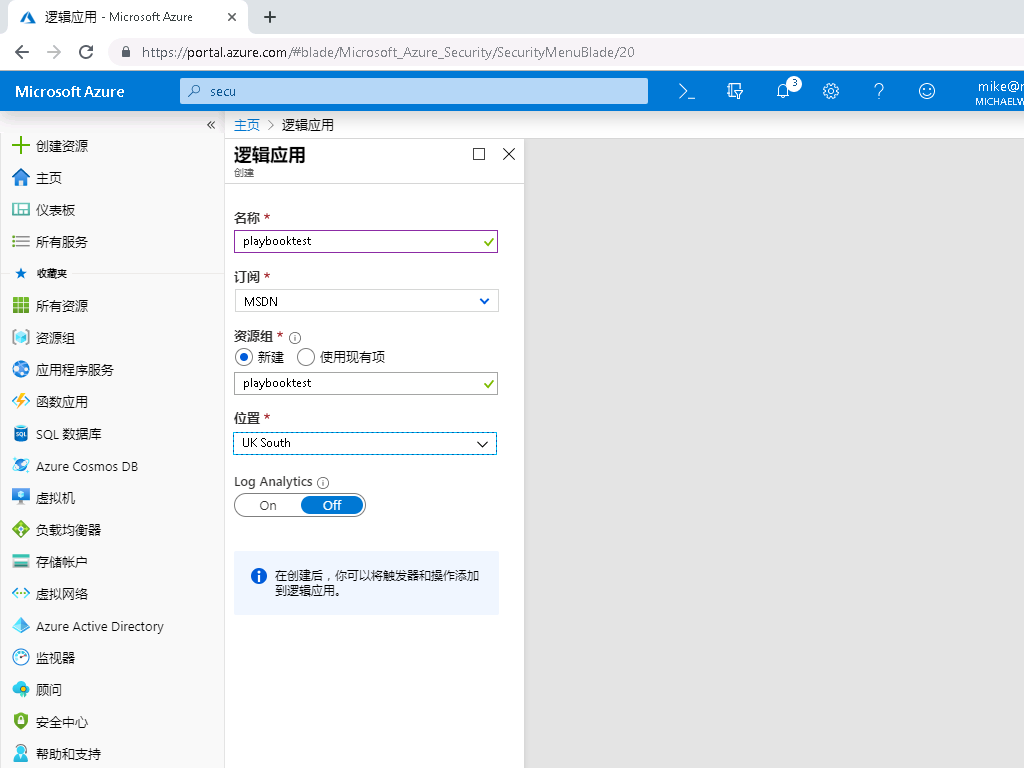 逻辑应用 - Microsoft Azure
https://portal.azure.com/#blade/Microsoft_Azure_Security/SecurityMenuBlade/20
Microsoft Azure
secu
3
mike@
MICHAELW
主页 > 逻辑应用
创建资源
主页
仪表板
所有服务
收藏夹
所有资源
资源组
应用程序服务
函数应用
SQL 数据库
Azure Cosmos DB
虚拟机
负载均衡器
存储帐户
虚拟网络
Azure Active Directory
监视器
顾问
安全中心
帮助和支持
逻辑应用
创建
名称 *
playbooktest
订阅 *
MSDN
资源组 *
新建 使用现有项
playbooktest
位置 *
UK South
Log Analytics
On Off
在创建后，你可以将触发器和操作添加
到逻辑应用。